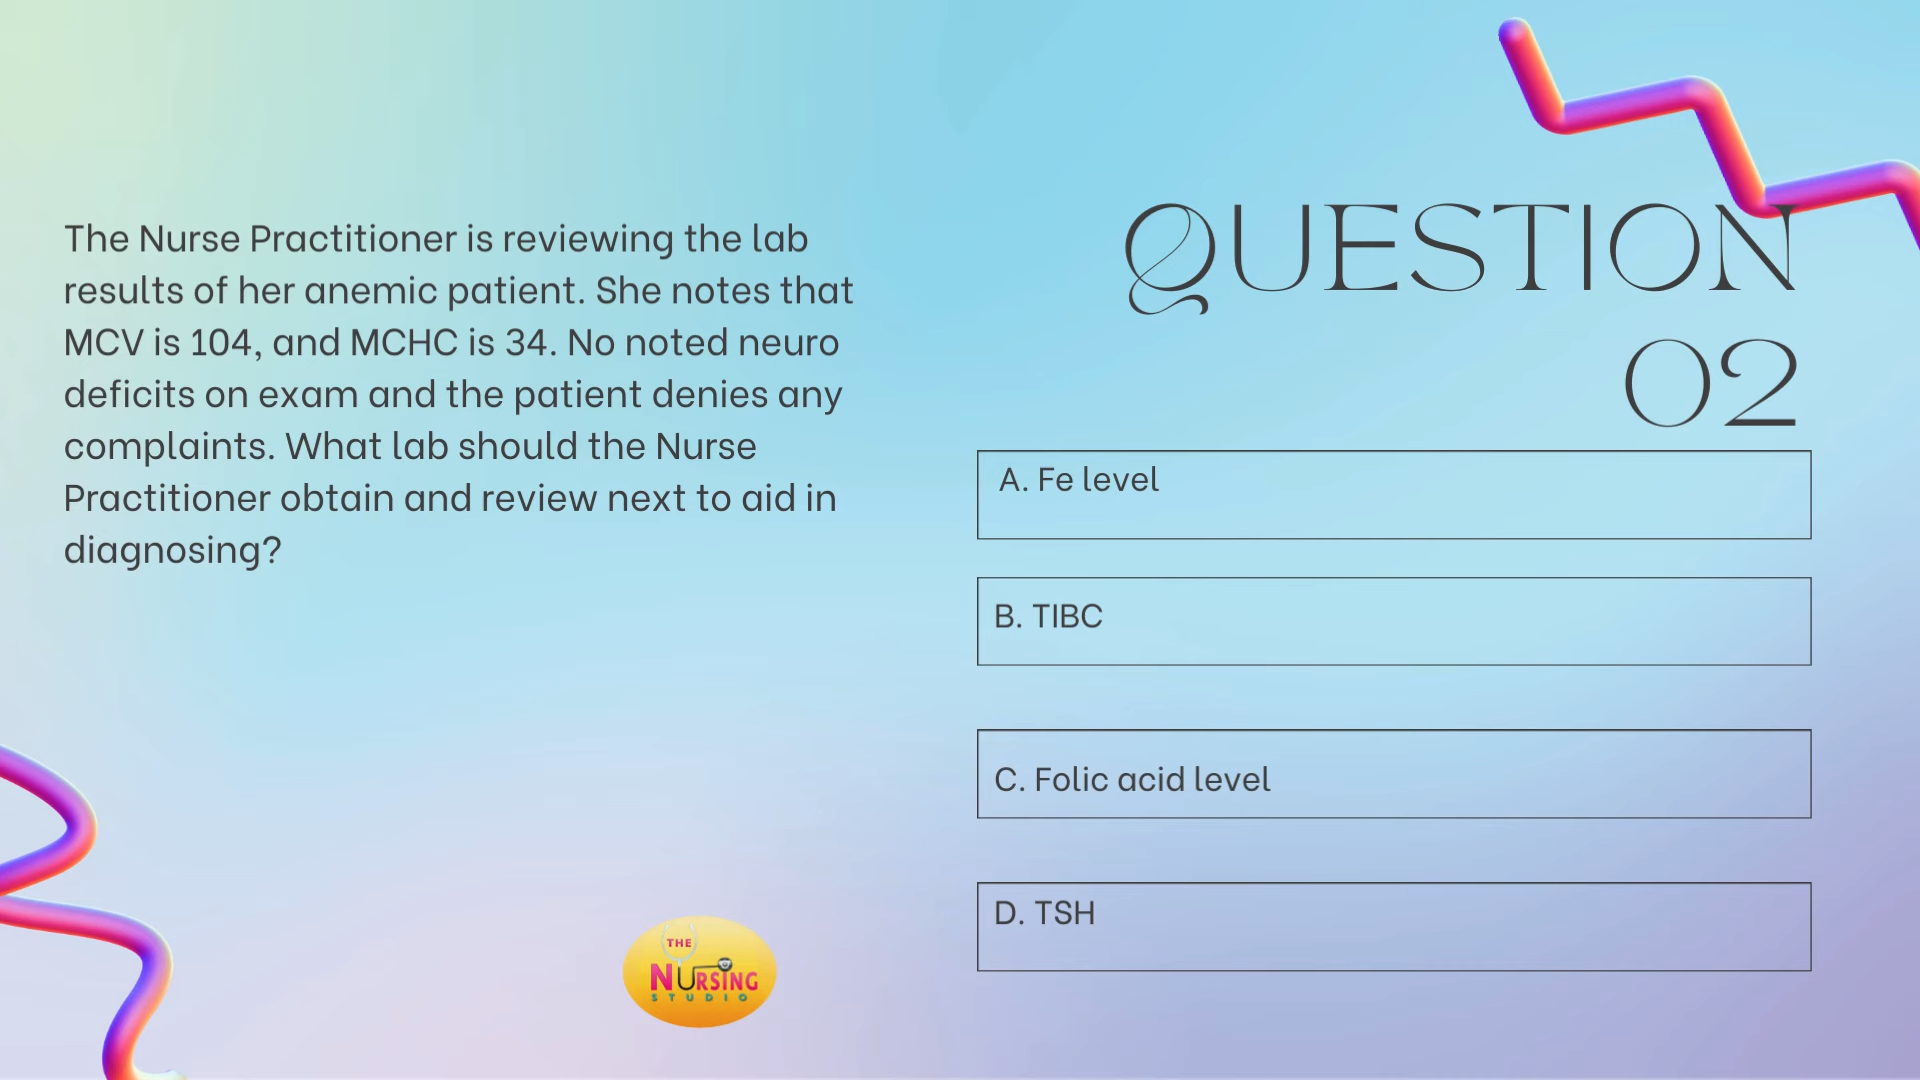 The Nurse Practitioner is reviewing the lab
results of her anemic patient. She notes that
MCV is 104, and MCHC is 34. No noted neuro
deficits on exam and the patient denies any
complaints. What lab should the Nurse
Practitioner obtain and review next to aid in
diagnosing?
QUESTION
02
A. Fe level
B. TIBC
C. Folic acid level
D. TSH
THE
NURSING
STUDIO